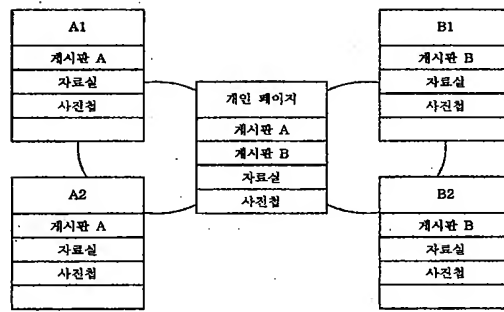 A1
게시판 A
자료실
사진첩
B1
게시판 B
자료실
사진첩
개인 페이지
게시판 A
게시판 B
자료실
사진첩
A2
게시판 A
자료실
사진첩
B2
게시판 B
자료실
사진첩